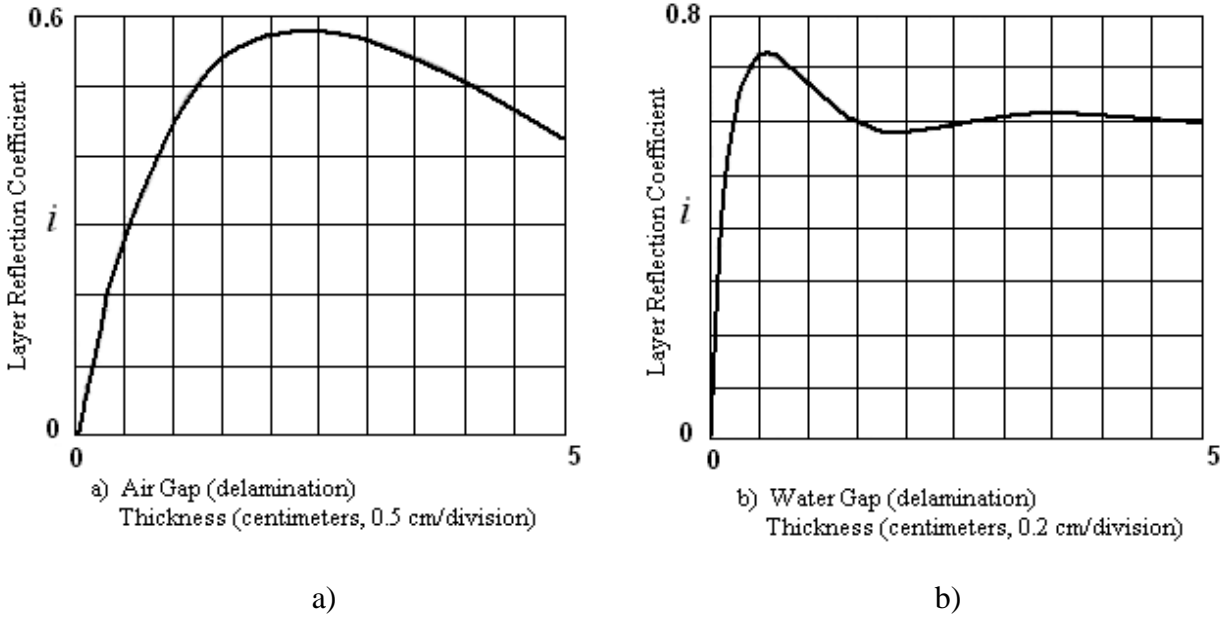 0.6
Layer Reflection Coefficient
i
0
0
5
a) Air Gap (delamination)
Thickness (centimeters, 0.5 cm/division)
a)
0.8
Layer Reflection Coefficient
i
0
0
5
b) Water Gap (delamination)
Thickness (centimeters, 0.2 cm/division)
b)